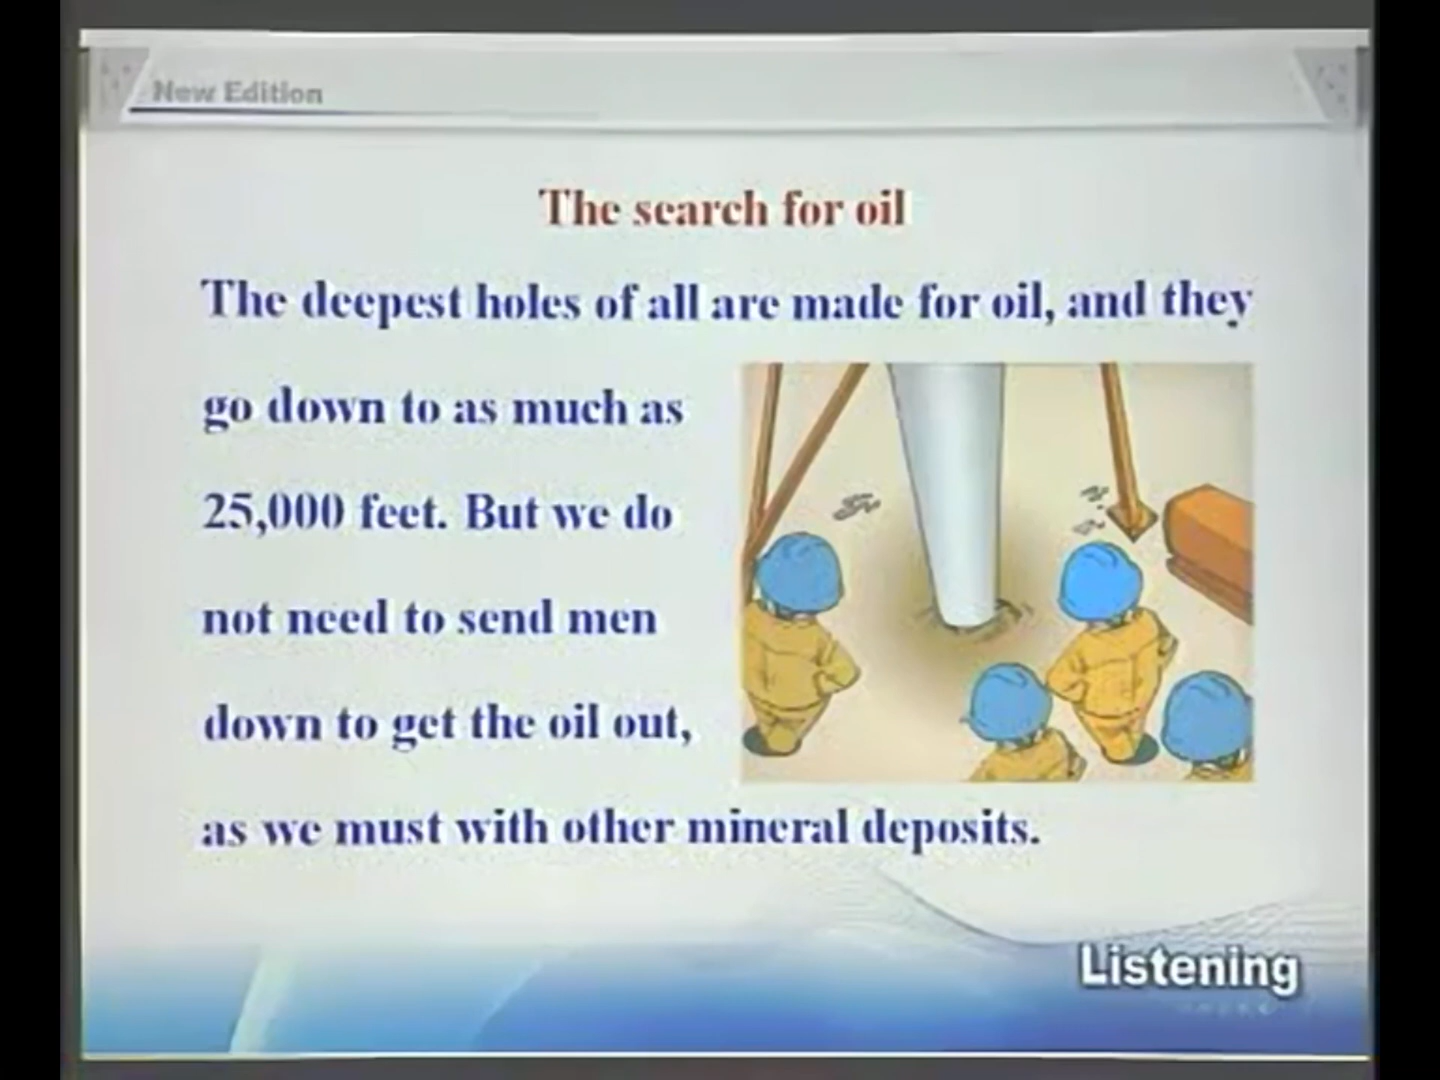 New Edition
The search for oil
The deepest holes of all are made for oil, and they
go down to as much as
25,000 feet. But we do
not need to send men
down to get the oil out,
as we must with other mineral deposits.
Listening